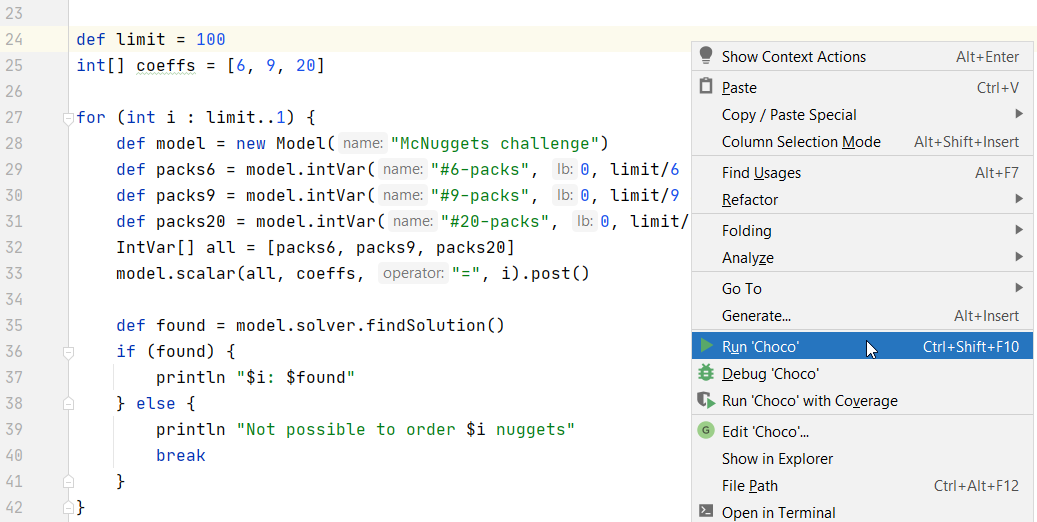 23
24 def limit = 100
25 int[] coeffs = [6, 9, 20]
26
27 for (int i : limit..1) {
28 def model = new Model( name: "McNuggets challenge")
29 def packs6 = model.intVar( name: "#6-packs", lb: 0, limit/6
30 def packs9 = model.intVar( name: "#9-packs", lb: 0, limit/9
31 def packs20 = model.intVar( name: "#20-packs", lb: 0, limit/
32 IntVar[] all = [packs6, packs9, packs20]
33 model.scalar(all, coeffs, operator: "=", i).post()
34
35 def found = model.solver.findSolution()
36 if (found) {
37 println "$i: $found"
38 } else {
39 println "Not possible to order $i nuggets"
40 break
41 }
42 }
Show Context Actions Alt+Enter
Paste Ctrl+V
Copy / Paste Special
Column Selection Mode Alt+Shift+Insert
Find Usages Alt+F7
Refactor
Folding
Analyze
Go To
Generate... Alt+Insert
Run 'Choco' Ctrl+Shift+F10
Debug 'Choco'
Run 'Choco' with Coverage
G Edit 'Choco'...
Show in Explorer
File Path Ctrl+Alt+F12
Open in Terminal